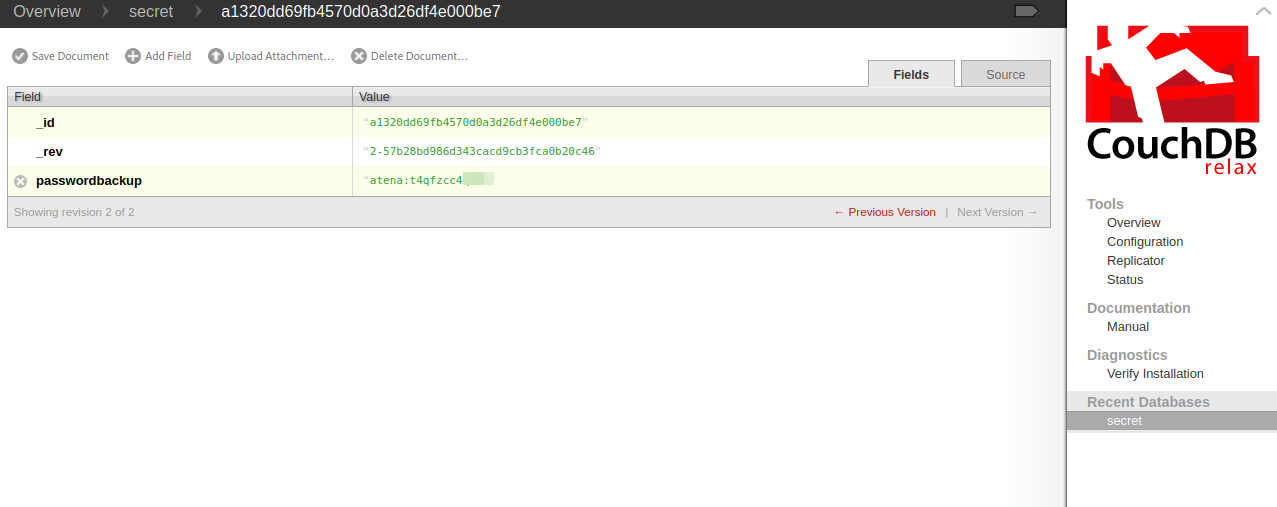 Overview secret a1320dd69fb4570d0a3d26df4e000be7
Save Document Add Field Upload Attachment... Delete Document...
Fields Source
Field Value
_id "a1320dd69fb4570d0a3d26df4e000be7"
_rev "2-57b28bd986d343cacd9cb3fca0b20c46"
passwordbackup "atena:t4qfzcc4
Showing revision 2 of 2 ← Previous Version | Next Version →
CouchDB
relax
Tools
Overview
Configuration
Replicator
Status
Documentation
Manual
Diagnostics
Verify Installation
Recent Databases
secret